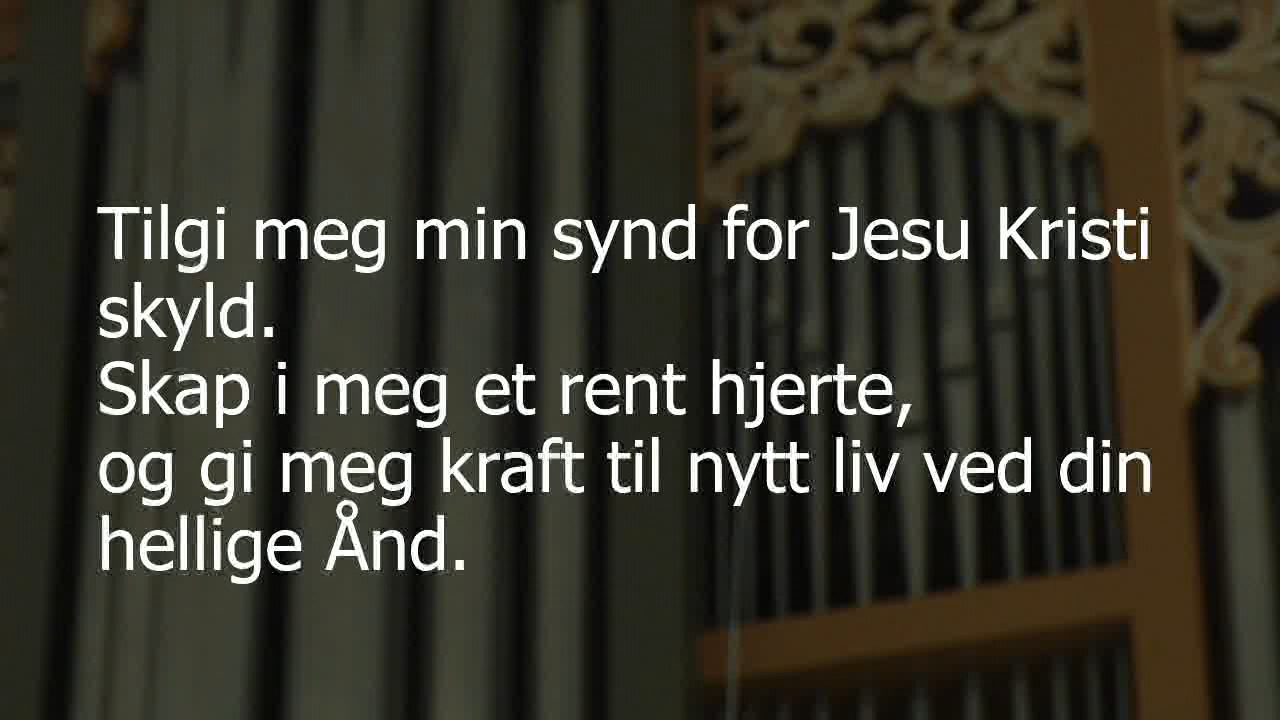 Tilgi meg min synd for Jesu Kristi
skyld.
Skap i meg et rent hjerte,
og gi meg kraft til nytt liv ved din
hellige Ånd.